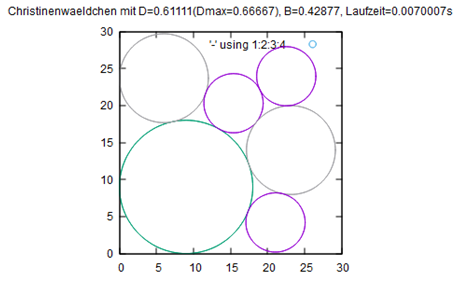 Christinenwaeldchen mit D=0.61111(Dmax=0.66667), B=0.42877, Laufzeit=0.0070007s
'-' using 1:2:3:4
30
25
20
15
10
5
0
0 5 10 15 20 25 30